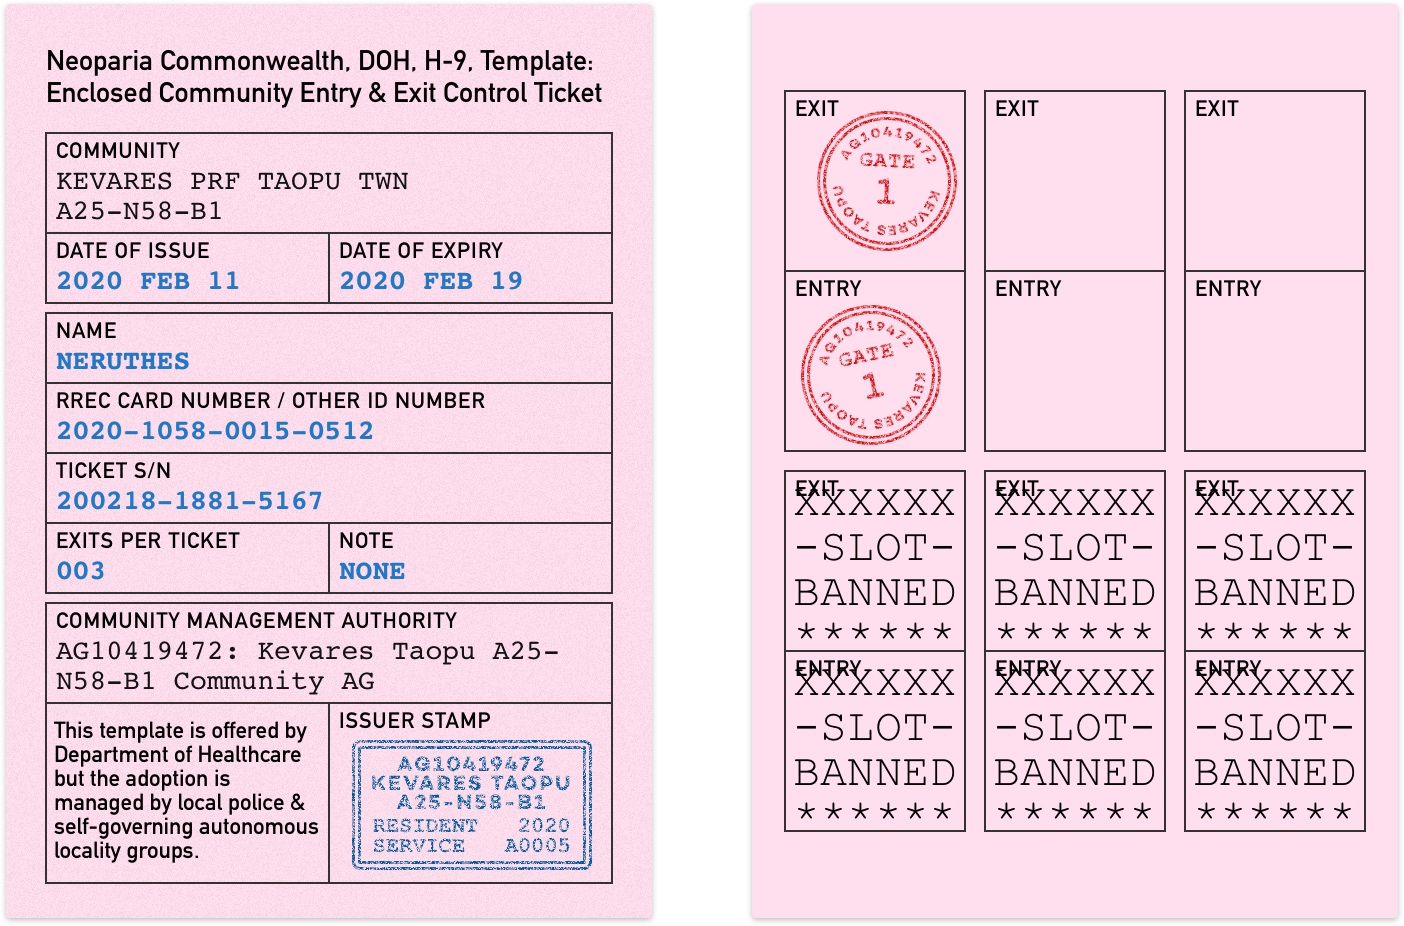 Neoparia Commonwealth, DOH, H-9, Template:
Enclosed Community Entry & Exit Control Ticket
COMMUNITY
KEVARES PRF TAOPU TWN
A25-N58-B1
DATE OF ISSUE
2020 FEB 11
DATE OF EXPIRY
2020 FEB 19
NAME
NERUTHES
RREC CARD NUMBER / OTHER ID NUMBER
2020-1058-0015-0512
TICKET S/N
200218-1881-5167
EXITS PER TICKET
003
NOTE
NONE
COMMUNITY MANAGEMENT AUTHORITY
AG10419472: Kevares Taopu A25-
N58-B1 Community AG
This template is offered by
Department of Healthcare
but the adoption is
managed by local police &
self-governing autonomous
locality groups.
ISSUER STAMP
AG10419472
KEVARES TAOPU
A25-N58-B1
RESIDENT 2020
SERVICE A0005
EXIT
AG10419472
GATE
1
KEVARES TAOPU
EXIT
EXIT
ENTRY
AG10419472
GATE
1
KEVARES TAOPU
ENTRY
ENTRY
EXIT
XXXXXX
-SLOT-
BANNED
******
EXIT
XXXXXX
-SLOT-
BANNED
******
EXIT
XXXXXX
-SLOT-
BANNED
******
ENTRY
XXXXXX
-SLOT-
BANNED
******
ENTRY
XXXXXX
-SLOT-
BANNED
******
ENTRY
XXXXXX
-SLOT-
BANNED
******